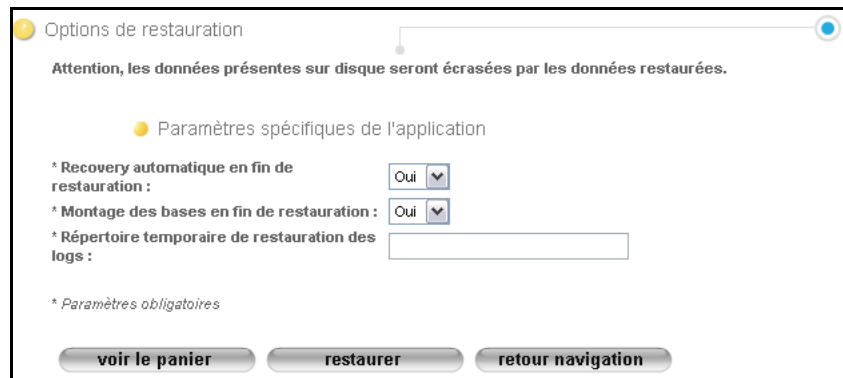 Options de restauration
Attention, les données présentes sur disque seront écrasées par les données restaurées.
Paramètres spécifiques de l'application
* Recovery automatique en fin de
restauration :
Oui
* Montage des bases en fin de restauration :
Oui
* Répertoire temporaire de restauration des
logs :
* Paramètres obligatoires
voir le panier
restaurer
retour navigation